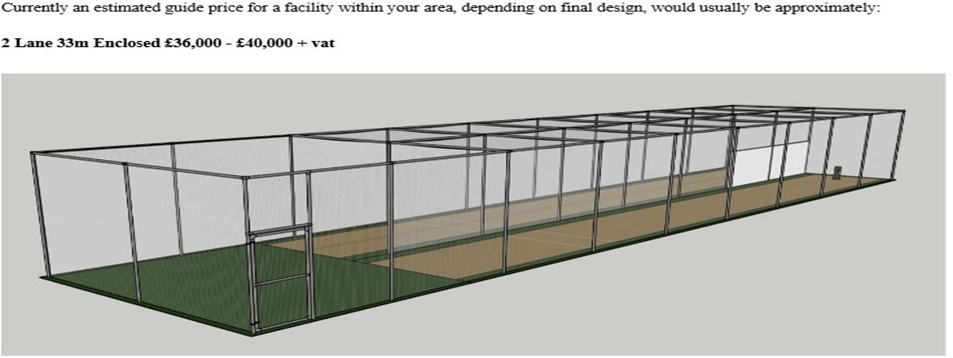 Currently an estimated guide price for a facility within your area, depending on final design, would usually be approximately:
2 Lane 33m Enclosed £36,000 - £40,000 + vat